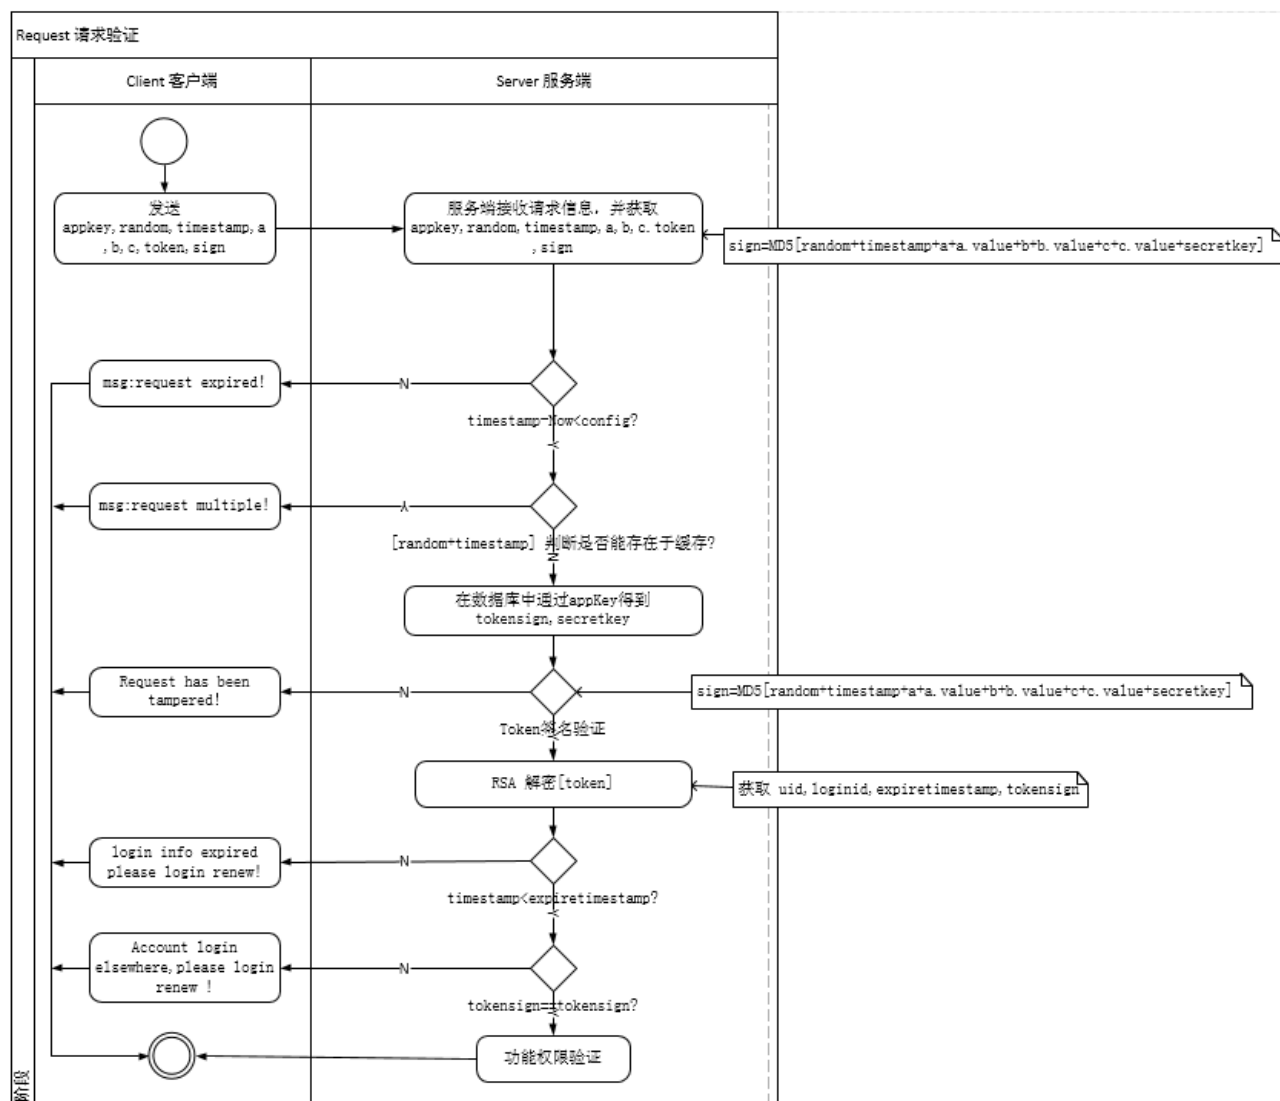 Request 请求验证
Client 客户端
Server 服务端
发送
appkey,random,timestamp,a
,b,c,token,sign
服务端接收请求信息，并获取
appkey,random,timestamp,a,b,c.token
,sign
sign=MD5[random+timestamp+a+a.value+b+b.value+c+c.value+secretkey]
msg:request expired!
N
timestamp-Now<config?
Y
msg:request multiple!
Y
[random+timestamp] 判断是否能存在于缓存?
N
在数据库中通过appKey得到
tokensign,secretkey
Request has been
tampered!
N
sign=MD5[random+timestamp+a+a.value+b+b.value+c+c.value+secretkey]
Token签名验证
Y
RSA 解密[token]
获取 uid,loginid,expiretimestamp,tokensign
login info expired
please login renew!
N
timestamp<expiretimestamp?
Y
Account login
elsewhere,please login
renew !
N
tokensign==tokensign?
Y
功能权限验证
阶段